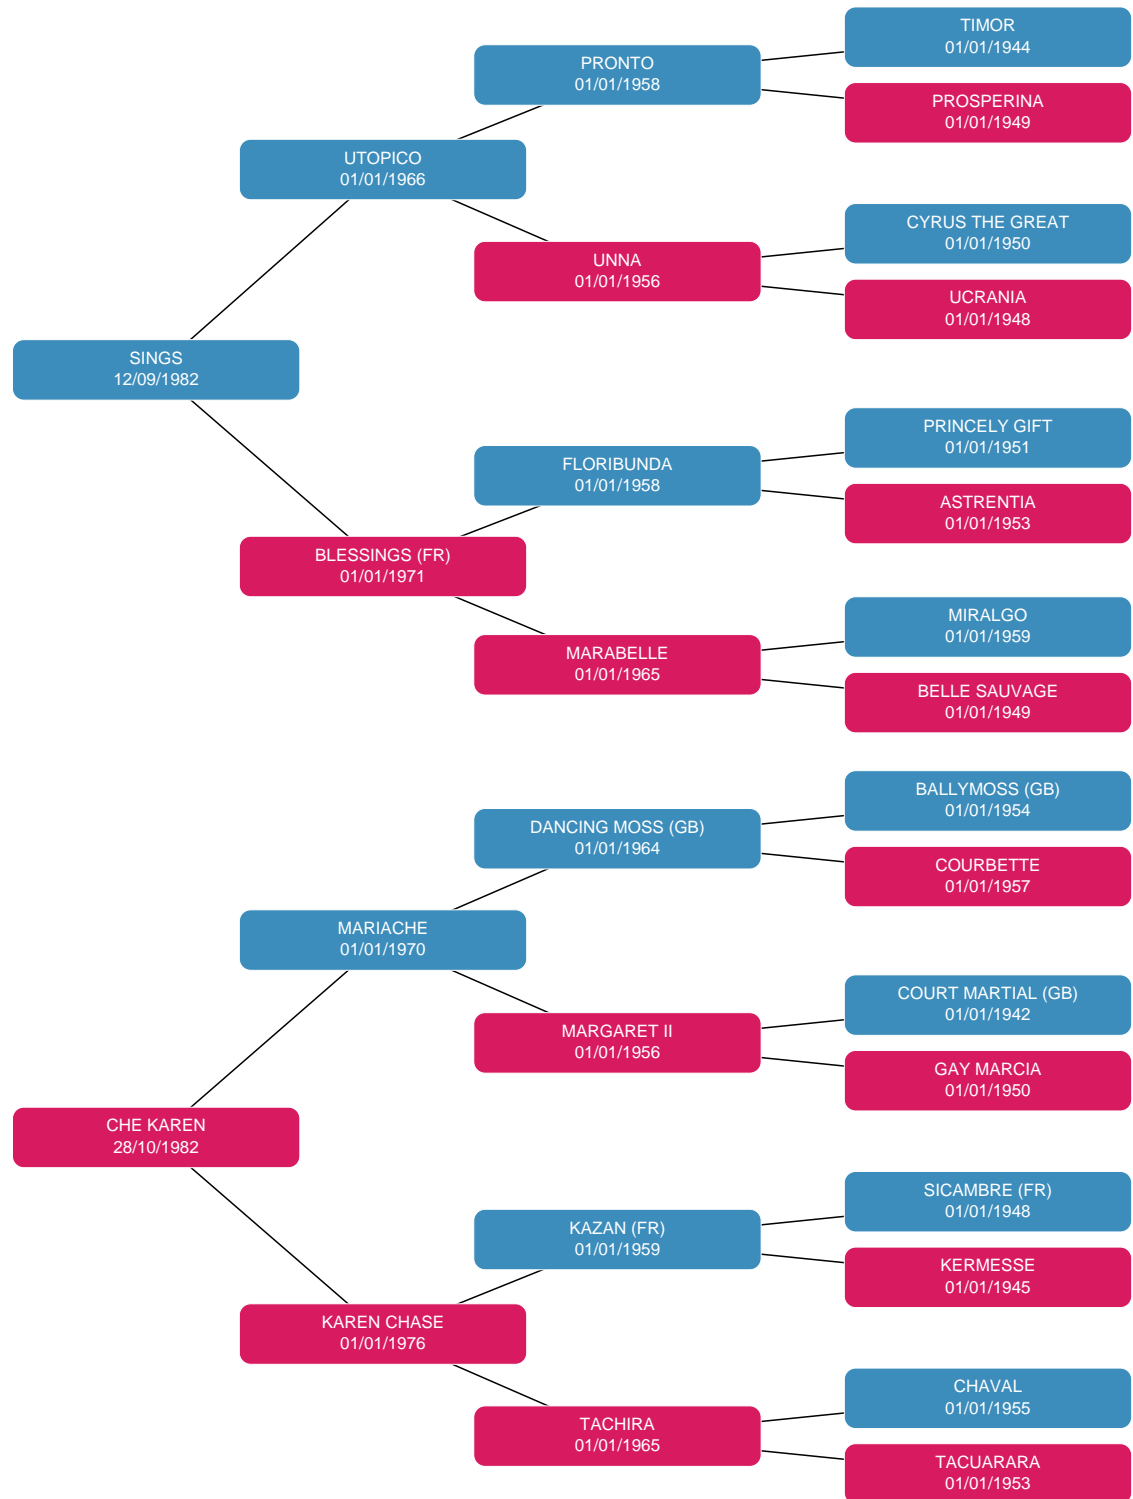 TIMOR
01/01/1944
PRONTO
01/01/1958
PROSPERINA
01/01/1949
UTOPICO
01/01/1966
CYRUS THE GREAT
01/01/1950
UNNA
01/01/1956
UCRANIA
01/01/1948
SINGS
12/09/1982
PRINCELY GIFT
01/01/1951
FLORIBUNDA
01/01/1958
ASTRENTIA
01/01/1953
BLESSINGS (FR)
01/01/1971
MIRALGO
01/01/1959
MARABELLE
01/01/1965
BELLE SAUVAGE
01/01/1949
BALLYMOSS (GB)
01/01/1954
DANCING MOSS (GB)
01/01/1964
COURBETTE
01/01/1957
MARIACHE
01/01/1970
COURT MARTIAL (GB)
01/01/1942
MARGARET II
01/01/1956
GAY MARCIA
01/01/1950
CHE KAREN
28/10/1982
SICAMBRE (FR)
01/01/1948
KAZAN (FR)
01/01/1959
KERMESSE
01/01/1945
KAREN CHASE
01/01/1976
CHAVAL
01/01/1955
TACHIRA
01/01/1965
TACUARARA
01/01/1953